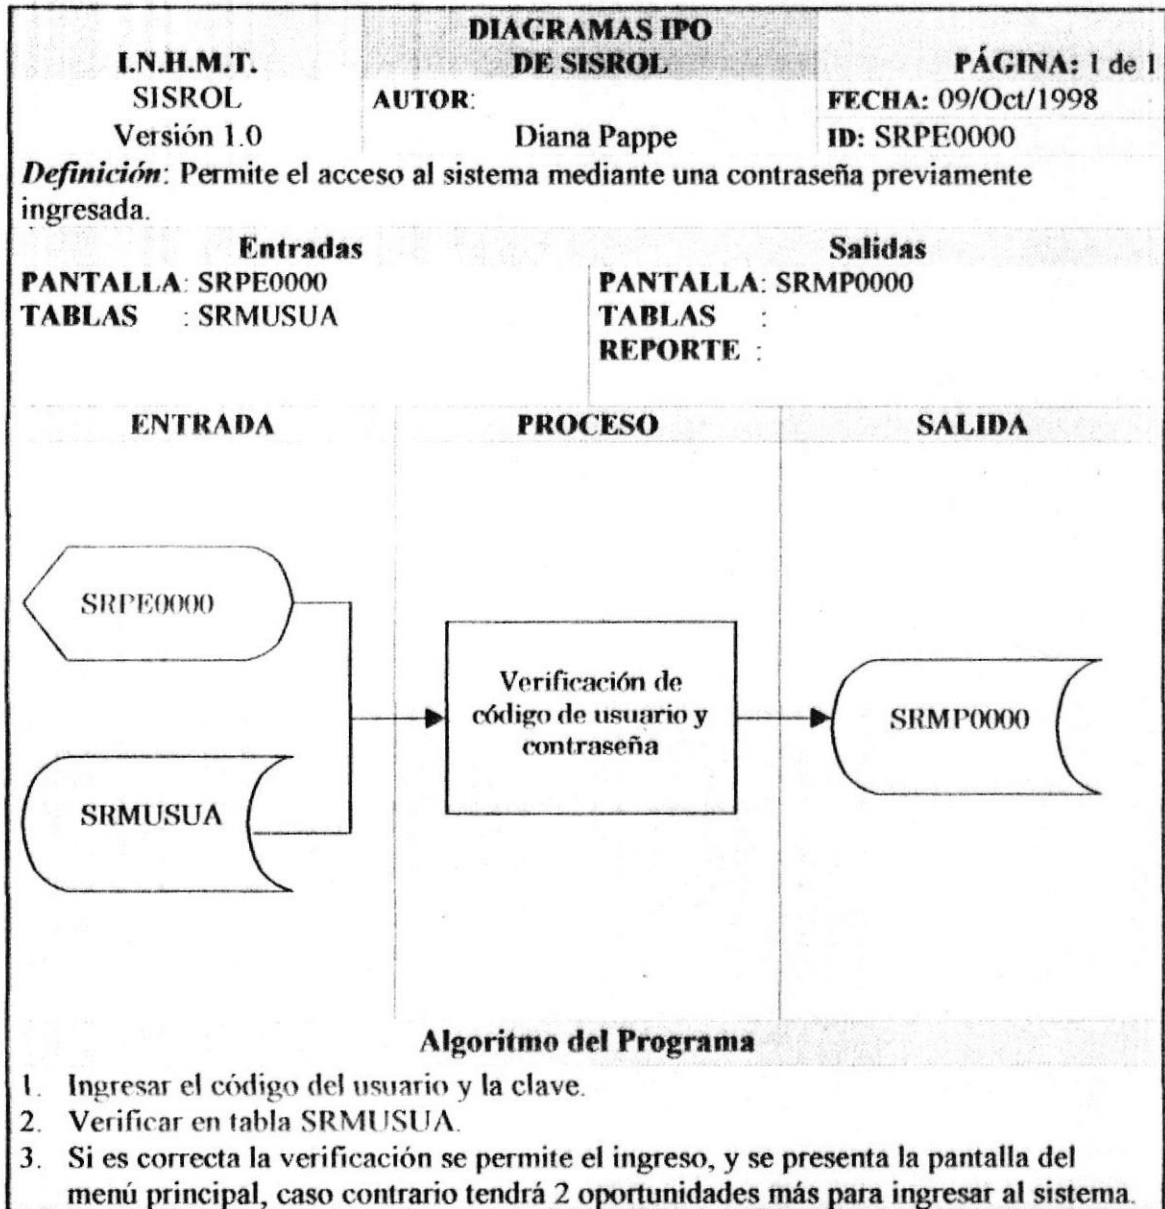 DIAGRAMAS IPO
DE SISROL
I.N.H.M.T.
SISROL
Versión 1.0
AUTOR:
Diana Pappe
PÁGINA: 1 de 1
FECHA: 09/Oct/1998
ID: SRPE0000
Definición: Permite el acceso al sistema mediante una contraseña previamente
ingresada.
Entradas
PANTALLA: SRPE0000
TABLAS : SRMUSUA
Salidas
PANTALLA: SRMP0000
TABLAS :
REPORTE :
ENTRADA
PROCESO
SALIDA
SRPE0000
SRMUSUA
Verificación de
código de usuario y
contraseña
SRMP0000
Algoritmo del Programa
1. Ingresar el código del usuario y la clave.
2. Verificar en tabla SRMUSUA.
3. Si es correcta la verificación se permite el ingreso, y se presenta la pantalla del
menú principal, caso contrario tendrá 2 oportunidades más para ingresar al sistema.